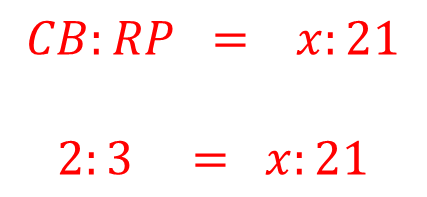 CB: RP = x: 21
2: 3 = x: 21